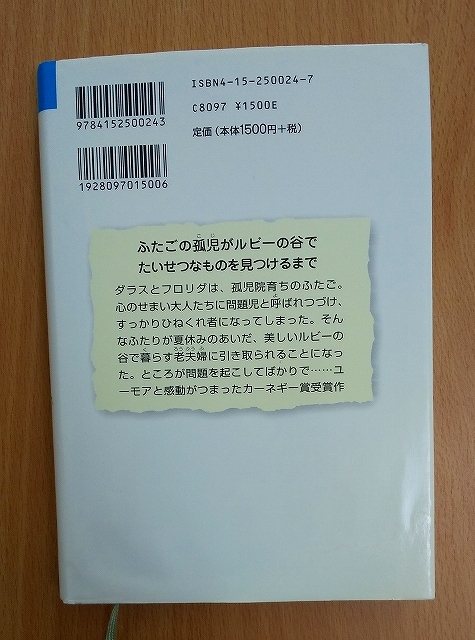 ISBN4-15-250024-7
C8097 ¥1500E
定価(本体1500円+税)
9784152500243
1928097015006
こじ
ふたごの孤児がルビーの谷で
たいせつなものを見つけるまで
ダラスとフロリダは、孤児院育ちのふたご。
心のせまい大人たちに問題児と呼ばれつづけ、
すっかりひねくれ者になってしまった。そん
なふたりが夏休みのあいだ、美しいルビーの
谷で暮らす老夫婦に引き取られることになっ
た。ところが問題を起こしてばかりで……ユ
ーモアと感動がつまったカーネギー賞受賞作